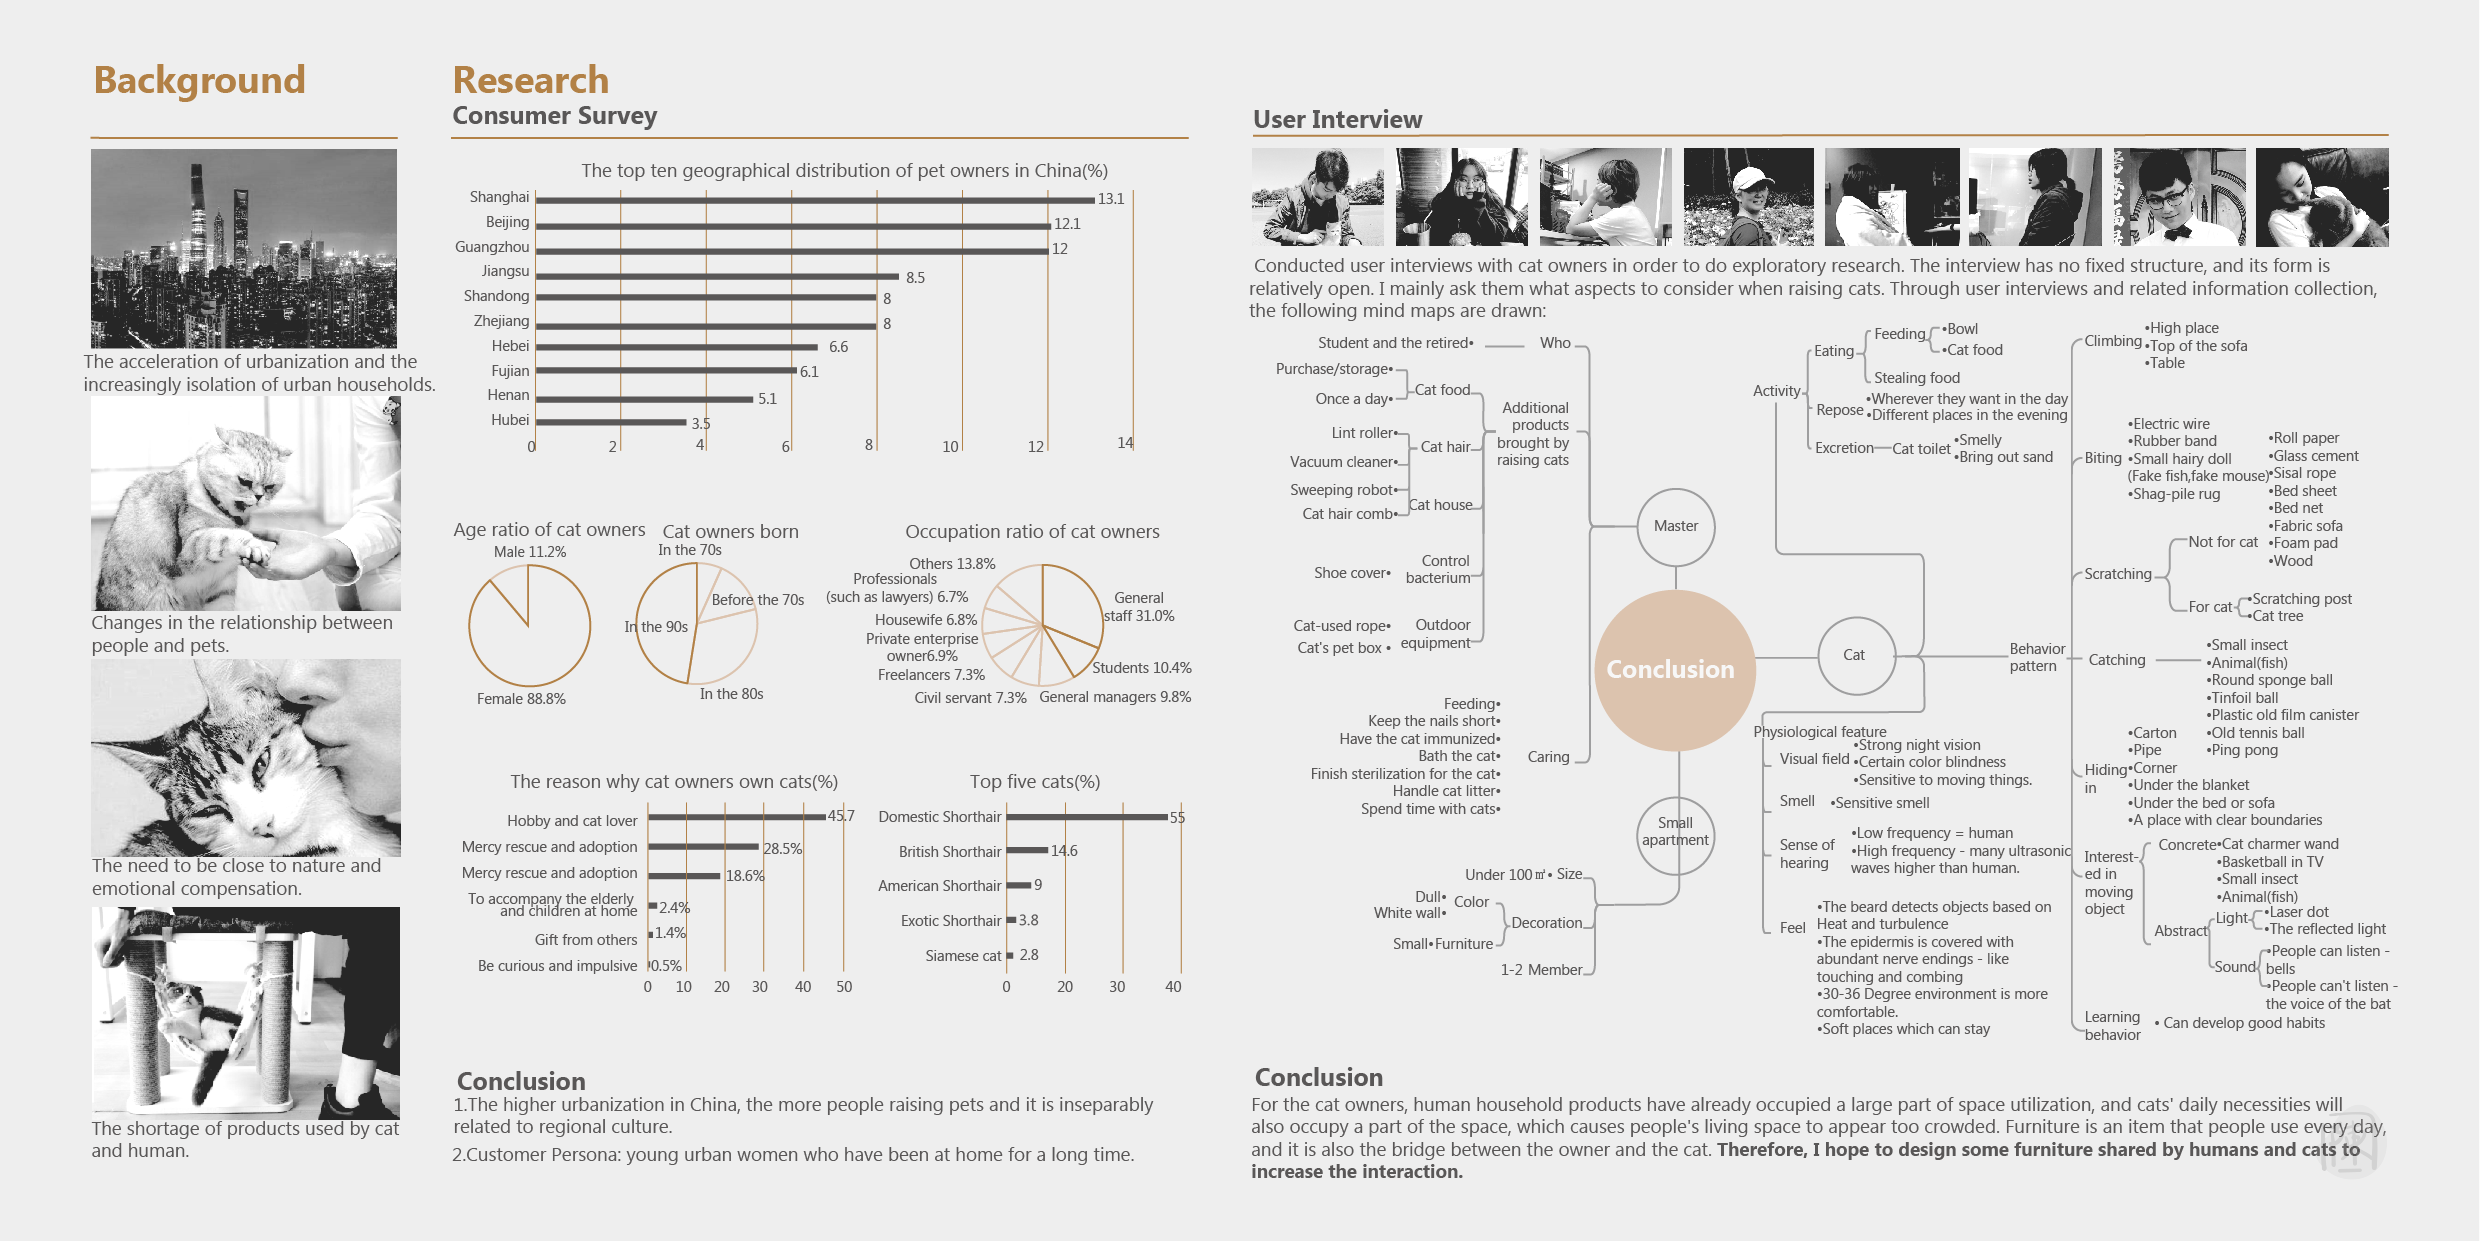 Background
The acceleration of urbanization and the
increasingly isolation of urban households.
Changes in the relationship between
people and pets.
The need to be close to nature and
emotional compensation.
The shortage of products used by cat
and human.
Research
Consumer Survey
The top ten geographical distribution of pet owners in China(%)
Shanghai 13.1
Beijing 12.1
Guangzhou 12
Jiangsu 8.5
Shandong 8
Zhejiang 8
Hebei 6.6
Fujian 6.1
Henan 5.1
Hubei 3.5
0 2 4 6 8 10 12 14
Age ratio of cat owners
Male 11.2%
Female 88.8%
Cat owners born
In the 70s
Before the 70s
In the 90s
In the 80s
Occupation ratio of cat owners
Others 13.8%
Professionals
(such as lawyers) 6.7%
Housewife 6.8%
Private enterprise
owner6.9%
Freelancers 7.3%
Civil servant 7.3%
General managers 9.8%
Students 10.4%
General
staff 31.0%
The reason why cat owners own cats(%)
Hobby and cat lover 45.7
Mercy rescue and adoption 28.5%
Mercy rescue and adoption 18.6%
To accompany the elderly
and children at home 2.4%
Gift from others 1.4%
Be curious and impulsive 0.5%
0 10 20 30 40 50
Top five cats(%)
Domestic Shorthair 55
British Shorthair 14.6
American Shorthair 9
Exotic Shorthair 3.8
Siamese cat 2.8
0 20 30 40
Conclusion
1.The higher urbanization in China, the more people raising pets and it is inseparably
related to regional culture.
2.Customer Persona: young urban women who have been at home for a long time.
User Interview
Conducted user interviews with cat owners in order to do exploratory research. The interview has no fixed structure, and its form is
relatively open. I mainly ask them what aspects to consider when raising cats. Through user interviews and related information collection,
the following mind maps are drawn:
Student and the retired• Who
Purchase/storage•
Once a day•
Cat food
Lint roller•
Vacuum cleaner•
Cat hair
Sweeping robot•
Cat hair comb•
Cat house
Shoe cover•
Control
bacterium
Cat-used rope•
Cat's pet box •
Outdoor
equipment
Additional
products
brought by
raising cats
Feeding•
Keep the nails short•
Have the cat immunized•
Bath the cat•
Finish sterilization for the cat•
Handle cat litter•
Spend time with cats•
Caring
Master
Conclusion
Cat
Small
apartment
Under 100㎡• Size
Dull•
White wall•
Color
Small•Furniture
Decoration
1-2 Member
Activity
Eating
Feeding
•Bowl
•Cat food
Stealing food
Repose
•Wherever they want in the day
•Different places in the evening
Excretion
Cat toilet
•Smelly
•Bring out sand
Physiological feature
Visual field
•Strong night vision
•Certain color blindness
•Sensitive to moving things.
Smell •Sensitive smell
Sense of
hearing
•Low frequency = human
•High frequency - many ultrasonic
waves higher than human.
Feel
•The beard detects objects based on
Heat and turbulence
•The epidermis is covered with
abundant nerve endings - like
touching and combing
•30-36 Degree environment is more
comfortable.
•Soft places which can stay
Behavior
pattern
Climbing
•High place
•Top of the sofa
•Table
Biting
•Electric wire
•Rubber band
•Small hairy doll
(Fake fish,fake mouse)
•Shag-pile rug
Scratching
Not for cat
•Roll paper
•Glass cement
•Sisal rope
•Bed sheet
•Bed net
•Fabric sofa
•Foam pad
•Wood
For cat
•Scratching post
•Cat tree
Catching
•Small insect
•Animal(fish)
•Round sponge ball
•Tinfoil ball
•Plastic old film canister
•Old tennis ball
•Ping pong
Hiding
in
•Carton
•Pipe
•Corner
•Under the blanket
•Under the bed or sofa
•A place with clear boundaries
Interest-
ed in
moving
object
Concrete
•Cat charmer wand
•Basketball in TV
•Small insect
•Animal(fish)
Abstract
Light
•Laser dot
•The reflected light
Sound
•People can listen -
bells
•People can't listen -
the voice of the bat
Learning
behavior
• Can develop good habits
Conclusion
For the cat owners, human household products have already occupied a large part of space utilization, and cats' daily necessities will
also occupy a part of the space, which causes people's living space to appear too crowded. Furniture is an item that people use every day,
and it is also the bridge between the owner and the cat. Therefore, I hope to design some furniture shared by humans and cats to
increase the interaction.